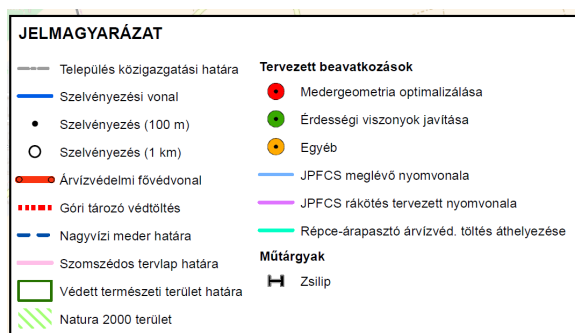 JELMAGYARÁZAT
Település közigazgatási határa
Szelvényezési vonal
Szelvényezés (100 m)
Szelvényezés (1 km)
Árvízvédelmi fővédvonal
Góri tározó védtöltés
Nagyvízi meder határa
Szomszédos tervlap határa
Védett természeti terület határa
Natura 2000 terület
Tervezett beavatkozások
Medergeometria optimalizálása
Érdességi viszonyok javítása
Egyéb
JPFCS meglévő nyomvonala
JPFCS rákötés tervezett nyomvonala
Répce-árapasztó árvízvéd. töltés áthelyezése
Műtárgyak
Zsilip